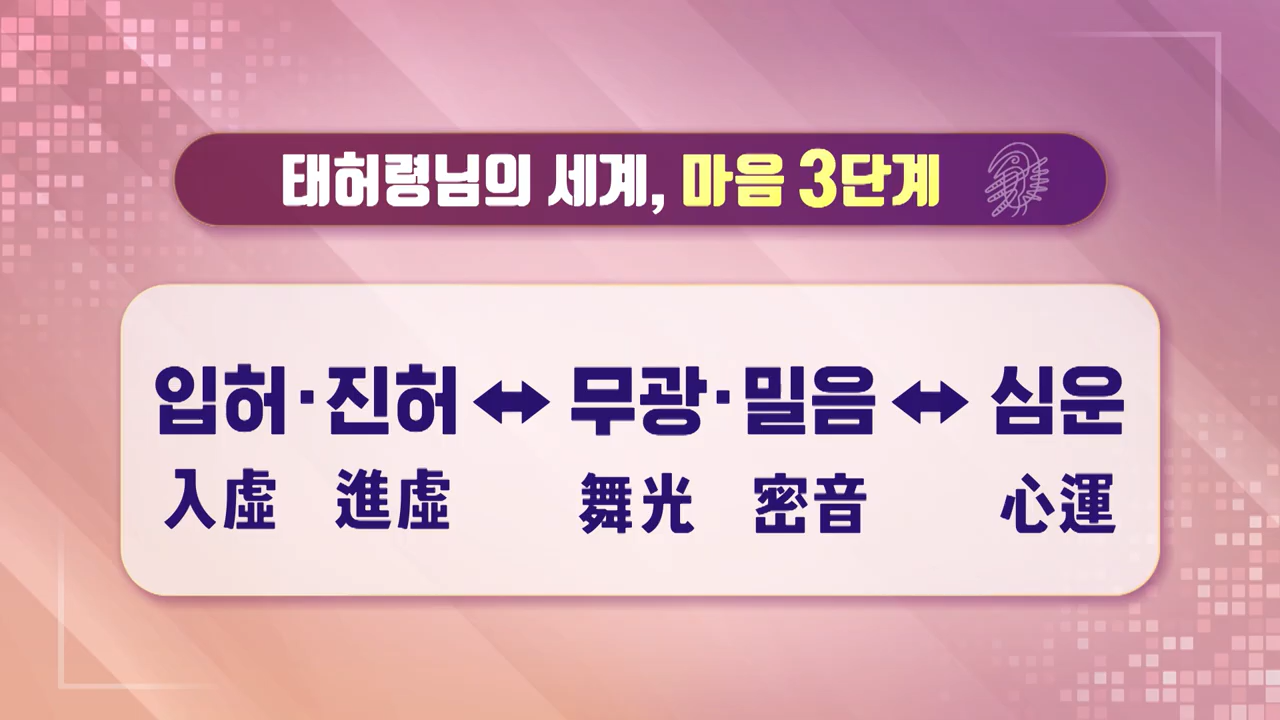 태허령님의 세계, 마음 3단계
입허·진허 ↔ 무광·밀음 ↔ 심운
入虛 進虛 舞光 密音 心運